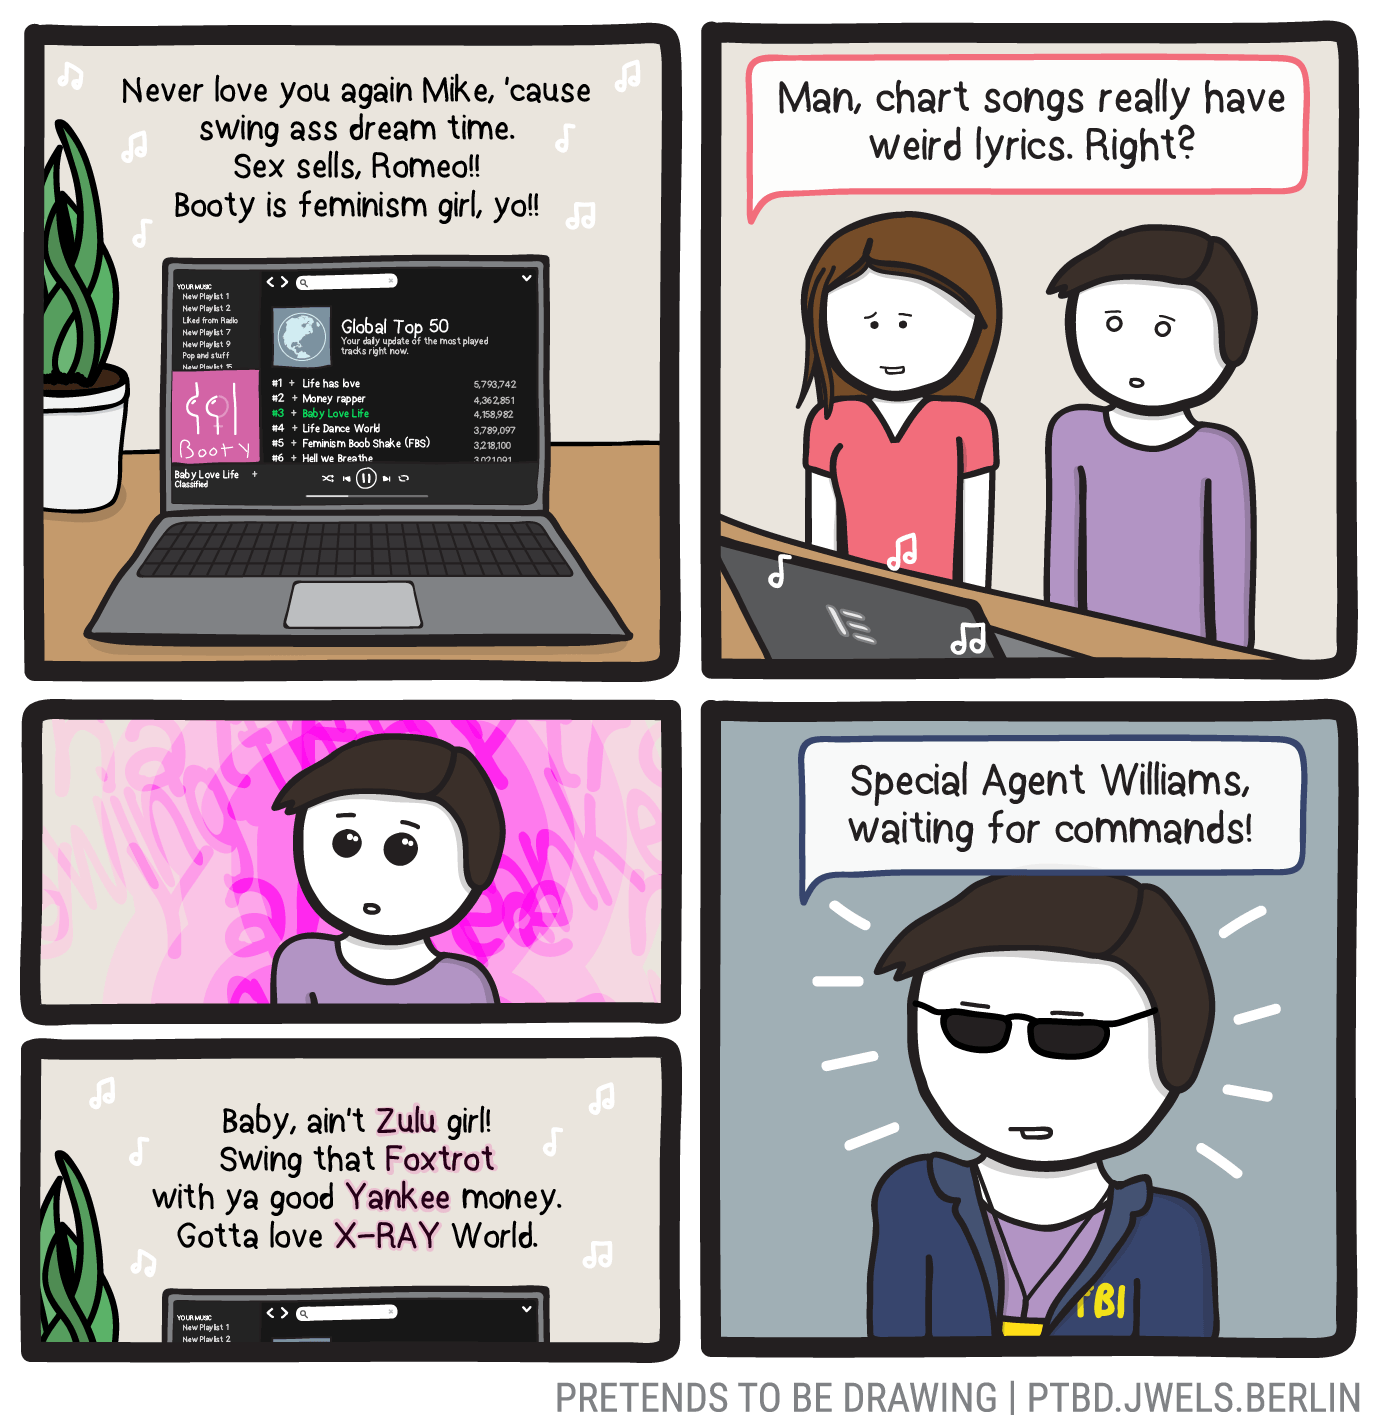 Never love you again Mike, 'cause
swing ass dream time.
Sex sells, Romeo!!
Booty is feminism girl, yo!!
YOUR MUSIC
New Playlist 1
New Playlist 2
Liked from Radio
New Playlist 7
New Playlist 9
Pop and stuff
New Playlist 15
Booty
Baby Love Life +
Classified
Global Top 50
Your daily update of the most played
tracks right now.
#1 + Life has love 5,793,742
#2 + Money rapper 4,362,851
#3 + Baby Love Life 4,158,982
#4 + Life Dance World 3,789,097
#5 + Feminism Boob Shake (FBS) 3,218,100
#6 + Hell we Breathe 3,021,091
Man, chart songs really have
weird lyrics. Right?
Baby, ain't Zulu girl!
Swing that Foxtrot
with ya good Yankee money.
Gotta love X-RAY World.
YOUR MUSIC
New Playlist 1
New Playlist 2
Special Agent Williams,
waiting for commands!
FBI
PRETENDS TO BE DRAWING | PTBD.JWELS.BERLIN